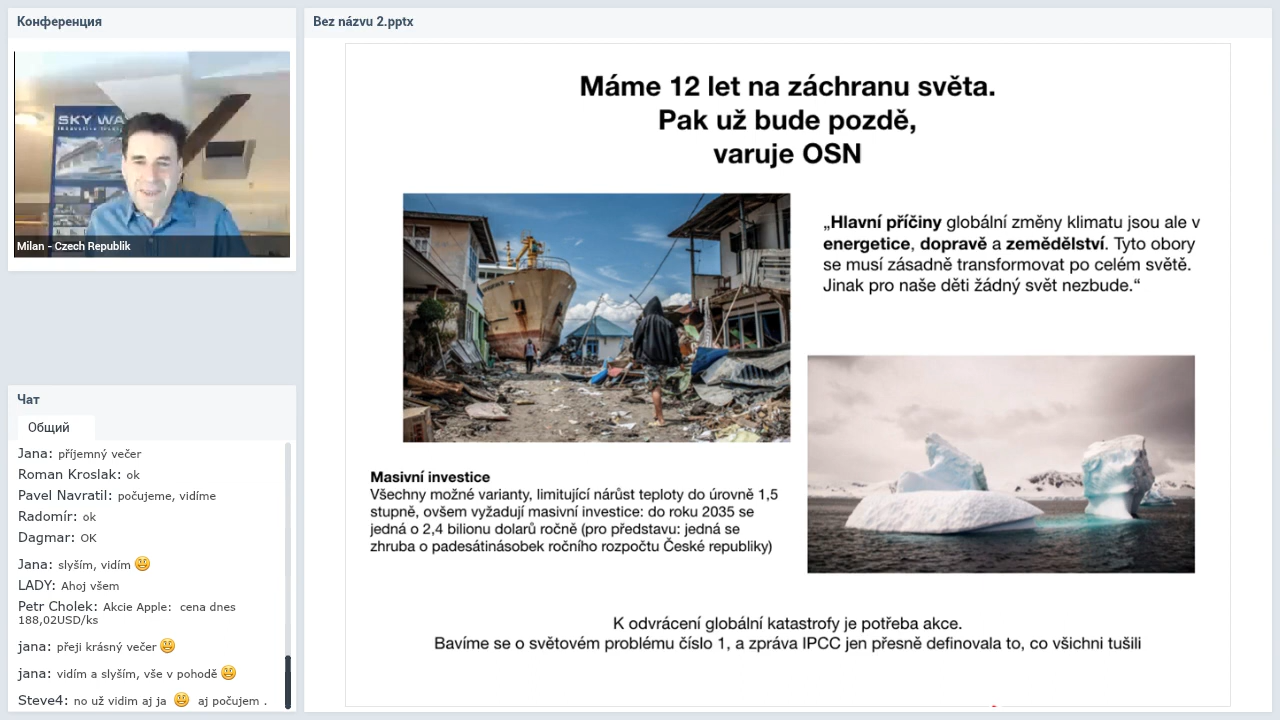 Конференция
SKY WA
Milan - Czech Republik
Чат
Общий
Jana: příjemný večer
Roman Kroslak: ok
Pavel Navratil: počujeme, vidíme
Radomír: ok
Dagmar: OK
Jana: slyším, vidím
LADY: Ahoj všem
Petr Cholek: Akcie Apple: cena dnes
188,02USD/ks
jana: přeji krásný večer
jana: vidím a slyším, vše v pohodě
Steve4: no už vidim aj ja aj počujem .
Bez názvu 2.pptx
Máme 12 let na záchranu světa.
Pak už bude pozdě,
varuje OSN
„Hlavní příčiny globální změny klimatu jsou ale v
energetice, dopravě a zemědělství. Tyto obory
se musí zásadně transformovat po celém světě.
Jinak pro naše děti žádný svět nezbude.“
Masivní investice
Všechny možné varianty, limitující nárůst teploty do úrovně 1,5
stupně, ovšem vyžadují masivní investice: do roku 2035 se
jedná o 2,4 bilionu dolarů ročně (pro představu: jedná se
zhruba o padesátinásobek ročního rozpočtu České republiky)
K odvrácení globální katastrofy je potřeba akce.
Bavíme se o světovém problému číslo 1, a zpráva IPCC jen přesně definovala to, co všichni tušili